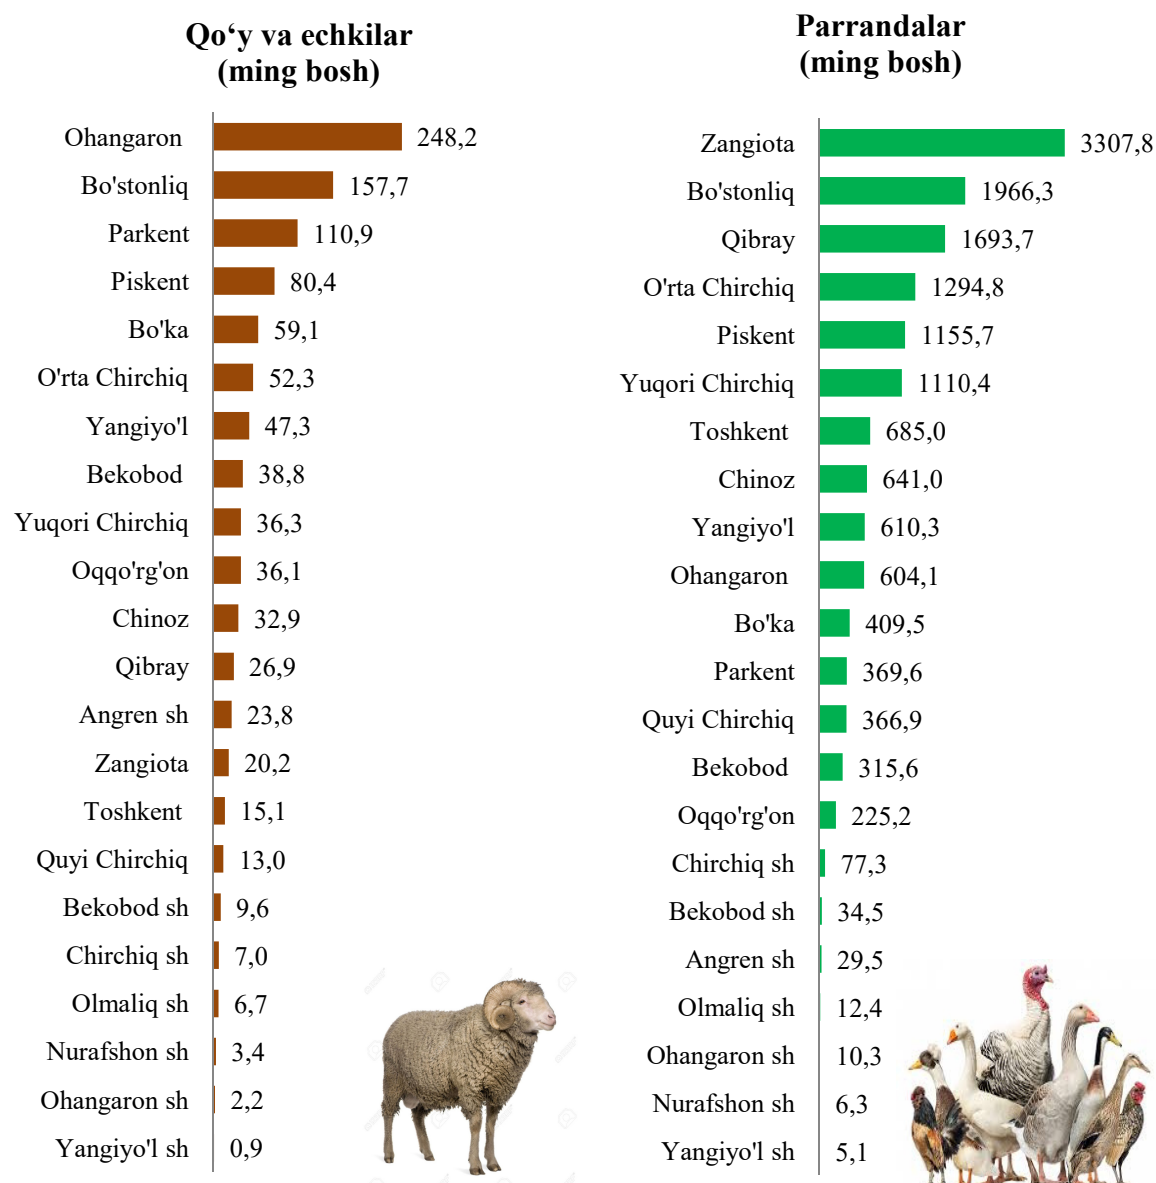 Qo‘y va echkilar
(ming bosh)
Ohangaron 248,2
Bo'stonliq 157,7
Parkent 110,9
Piskent 80,4
Bo'ka 59,1
O'rta Chirchiq 52,3
Yangiyo'l 47,3
Bekobod 38,8
Yuqori Chirchiq 36,3
Oqqo'rg'on 36,1
Chinoz 32,9
Qibray 26,9
Angren sh 23,8
Zangiota 20,2
Toshkent 15,1
Quyi Chirchiq 13,0
Bekobod sh 9,6
Chirchiq sh 7,0
Olmaliq sh 6,7
Nurafshon sh 3,4
Ohangaron sh 2,2
Yangiyo'l sh 0,9
Parrandalar
(ming bosh)
Zangiota 3307,8
Bo'stonliq 1966,3
Qibray 1693,7
O'rta Chirchiq 1294,8
Piskent 1155,7
Yuqori Chirchiq 1110,4
Toshkent 685,0
Chinoz 641,0
Yangiyo'l 610,3
Ohangaron 604,1
Bo'ka 409,5
Parkent 369,6
Quyi Chirchiq 366,9
Bekobod 315,6
Oqqo'rg'on 225,2
Chirchiq sh 77,3
Bekobod sh 34,5
Angren sh 29,5
Olmaliq sh 12,4
Ohangaron sh 10,3
Nurafshon sh 6,3
Yangiyo'l sh 5,1